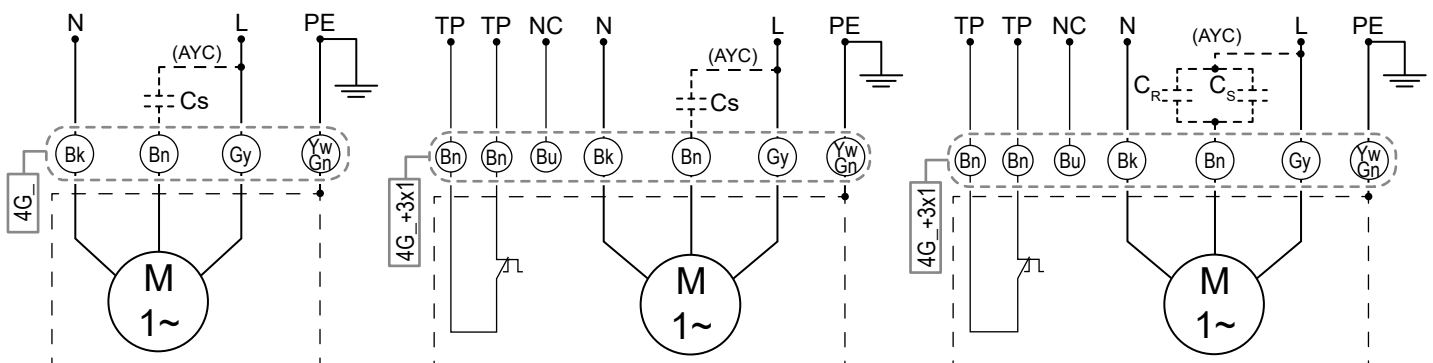 N L PE
(AYC)
Cs
Bk Bn Gy Yw Gn
4G_
M
1~
TP TP NC N L PE
(AYC)
Cs
Bn Bn Bu Bk Bn Gy Yw Gn
4G_+3x1
M
1~
TP TP NC N L PE
(AYC)
CR CS
Bn Bn Bu Bk Bn Gy Yw Gn
4G_+3x1
M
1~